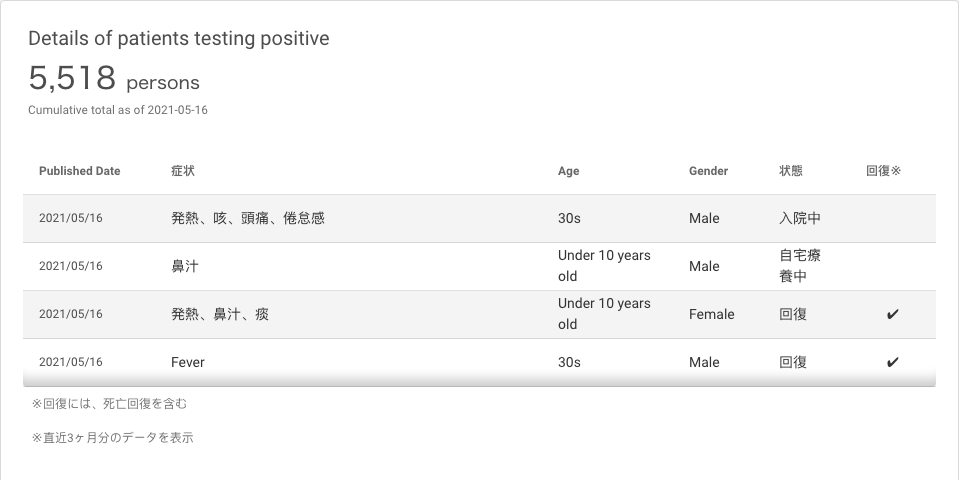 Details of patients testing positive
5,518 persons
Cumulative total as of 2021-05-16
Published Date 症状 Age Gender 状態 回復※
2021/05/16 発熱、咳、頭痛、倦怠感 30s Male 入院中
2021/05/16 鼻汁 Under 10 years old Male 自宅療養中
2021/05/16 発熱、鼻汁、痰 Under 10 years old Female 回復 ✔
2021/05/16 Fever 30s Male 回復 ✔
※回復には、死亡回復を含む
※直近3ヶ月分のデータを表示